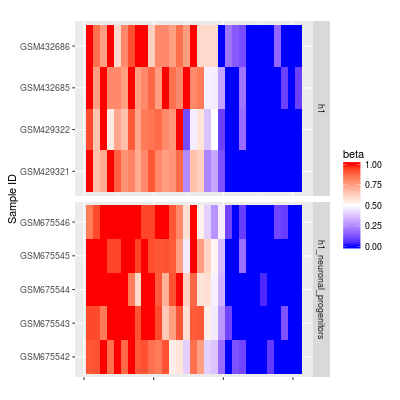 GSM432686
GSM432685
GSM429322
GSM429321
h1
GSM675546
GSM675545
GSM675544
GSM675543
GSM675542
h1_neuronal_progenitors
Sample ID
beta
1.00
0.75
0.50
0.25
0.00